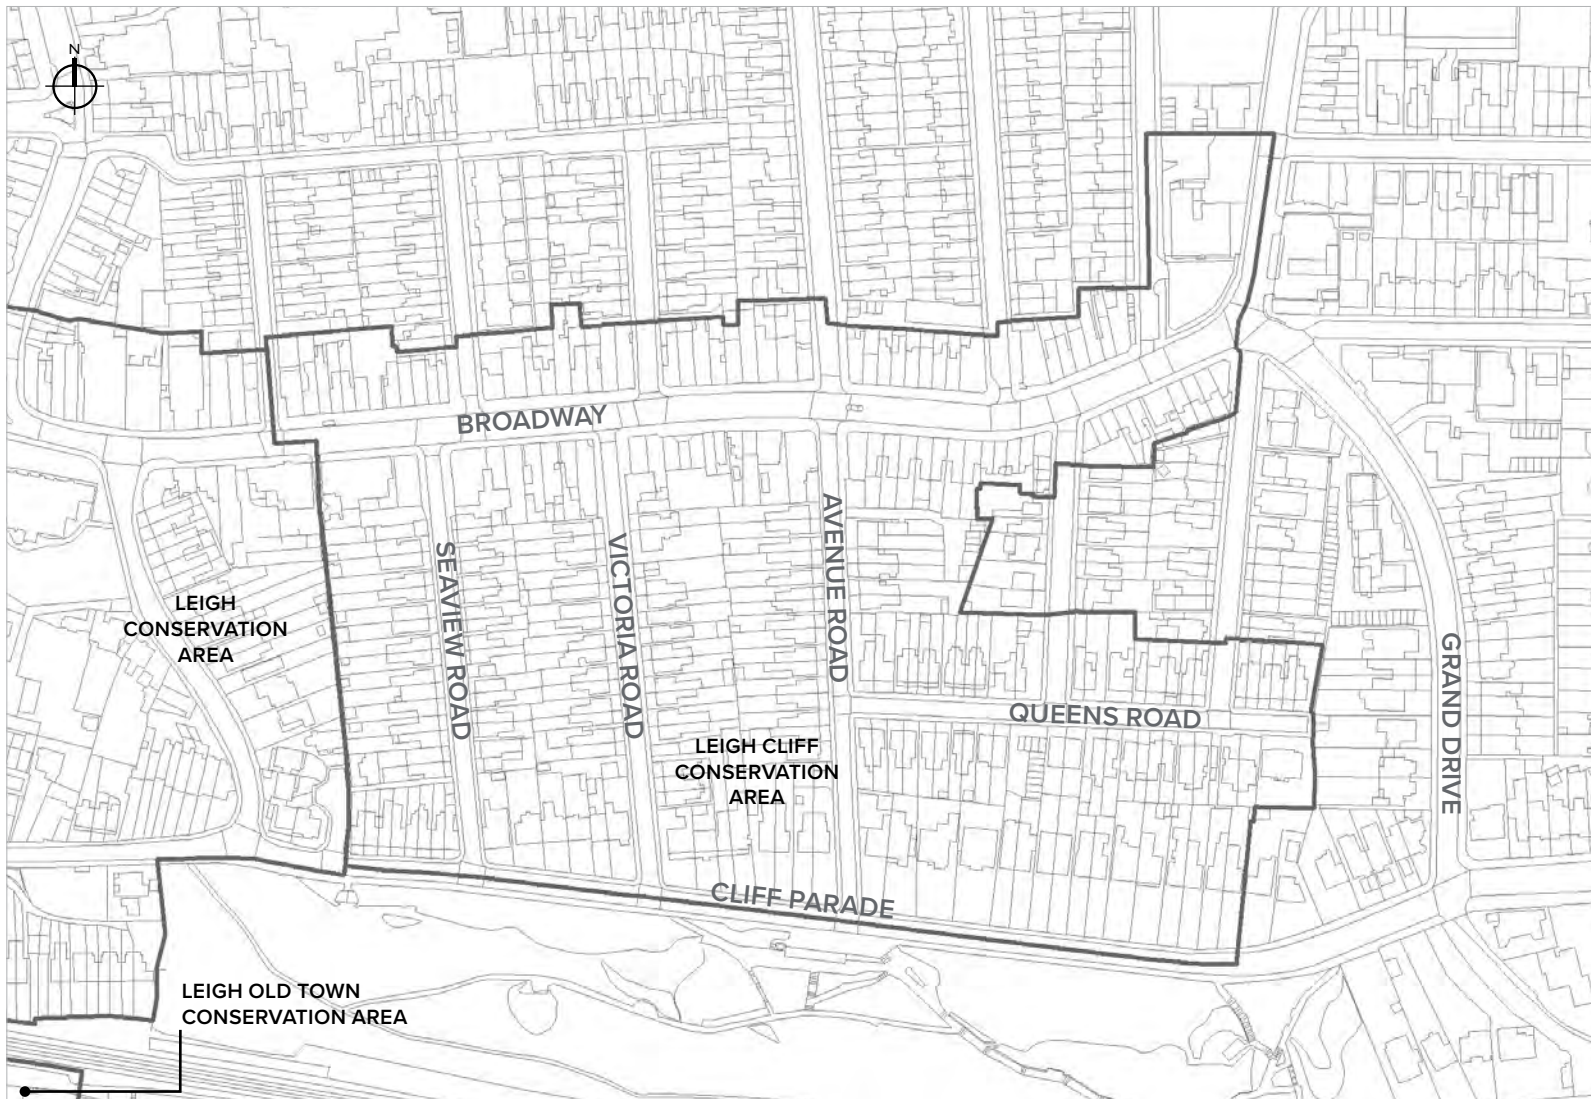 N
BROADWAY
SEAVIEW ROAD
VICTORIA ROAD
AVENUE ROAD
LEIGH
CONSERVATION
AREA
GRAND DRIVE
QUEENS ROAD
LEIGH CLIFF
CONSERVATION
AREA
CLIFF PARADE
LEIGH OLD TOWN
CONSERVATION AREA